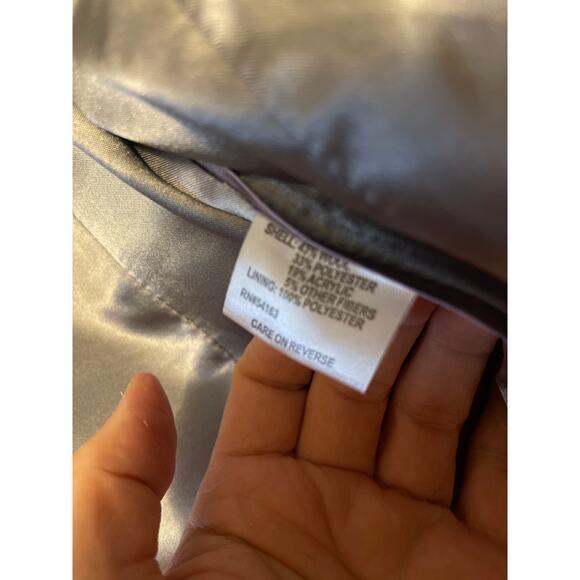 SHELL: 43% WOOL
33% POLYESTER
19% ACRYLIC
5% OTHER FIBERS
LINING: 100% POLYESTER
RN#54163
CARE ON REVERSE